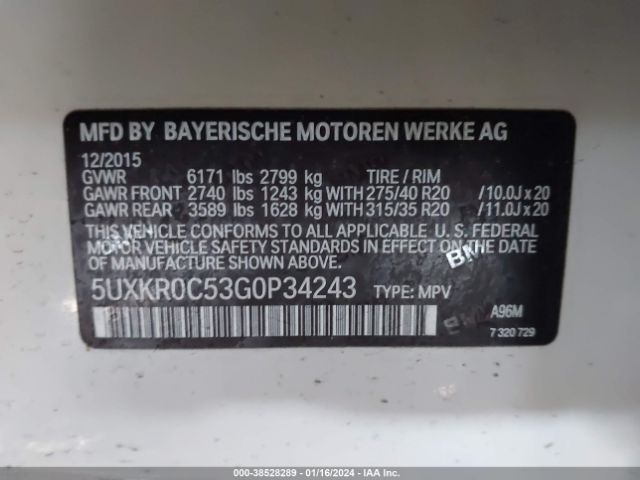 MFD BY BAYERISCHE MOTOREN WERKE AG
12/2015
GVWR 6171 lbs 2799 kg TIRE / RIM
GAWR FRONT 2740 lbs 1243 kg WITH 275/40 R20 /10.0J x 20
GAWR REAR 3589 lbs 1628 kg WITH 315/35 R20 /11.0J x 20
THIS VEHICLE CONFORMS TO ALL APPLICABLE U. S. FEDERAL
MOTOR VEHICLE SAFETY STANDARDS IN EFFECT ON THE DATE
OF MANUFACTURE SHOWN ABOVE.
5UXKR0C53G0P34243 TYPE: MPV
A96M
7 320 729
000-38528289 - 01/16/2024 - IAAI.com